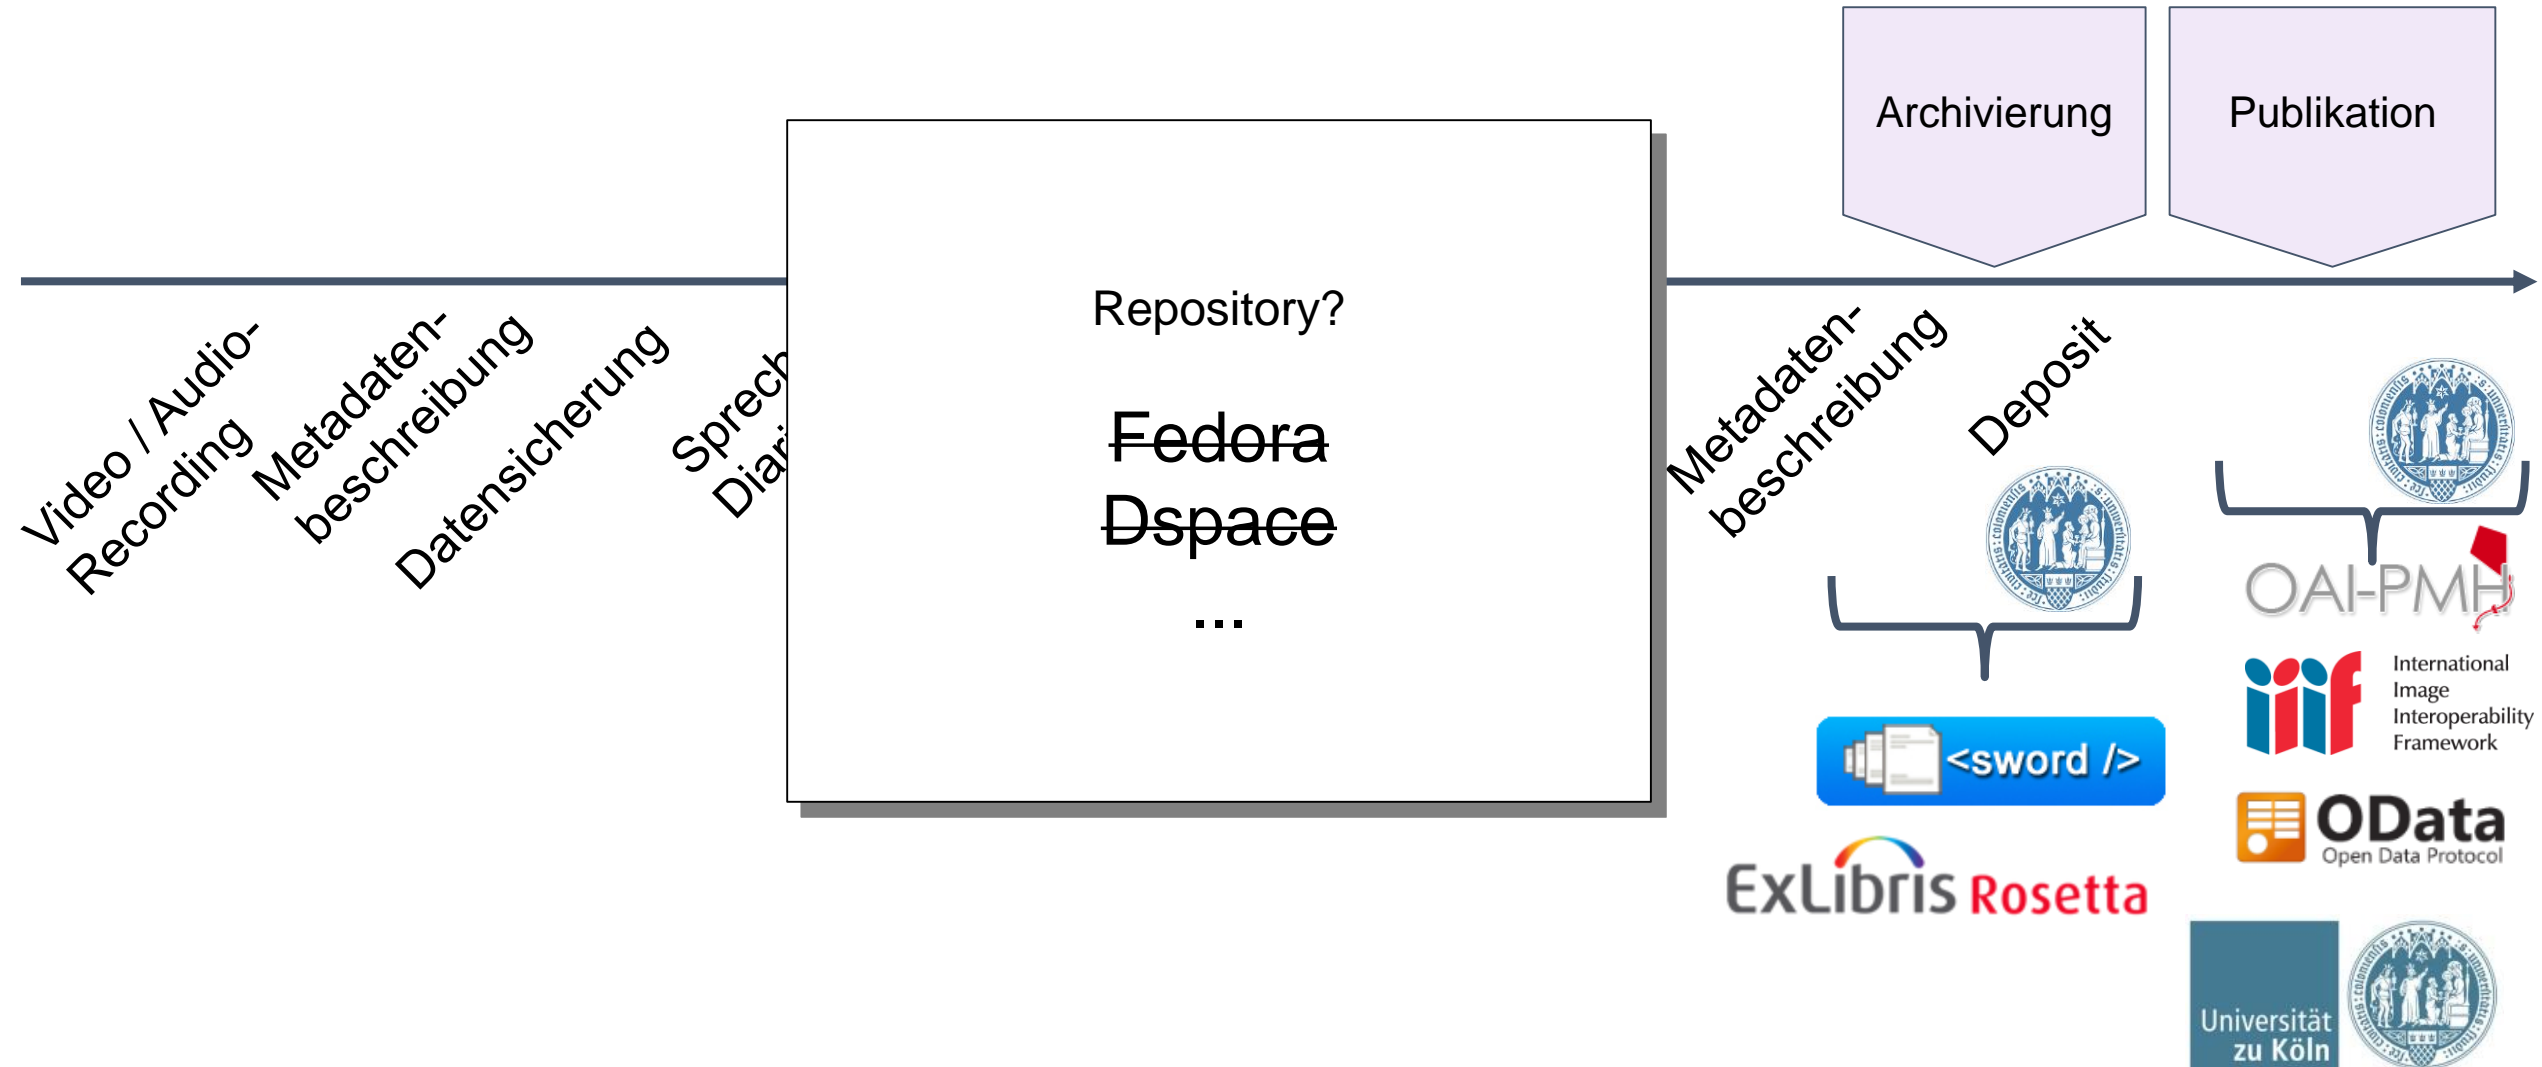 Archivierung
Publikation
Repository?
Fedora
Dspace
...
Video / Audio-
Recording
Metadaten-
beschreibung
Datensicherung
Metadaten-
beschreibung
Deposit
OAI-PMH
International
Image
Interoperability
Framework
iiif
<sword />
OData
Open Data Protocol
ExLibris Rosetta
Universität
zu Köln